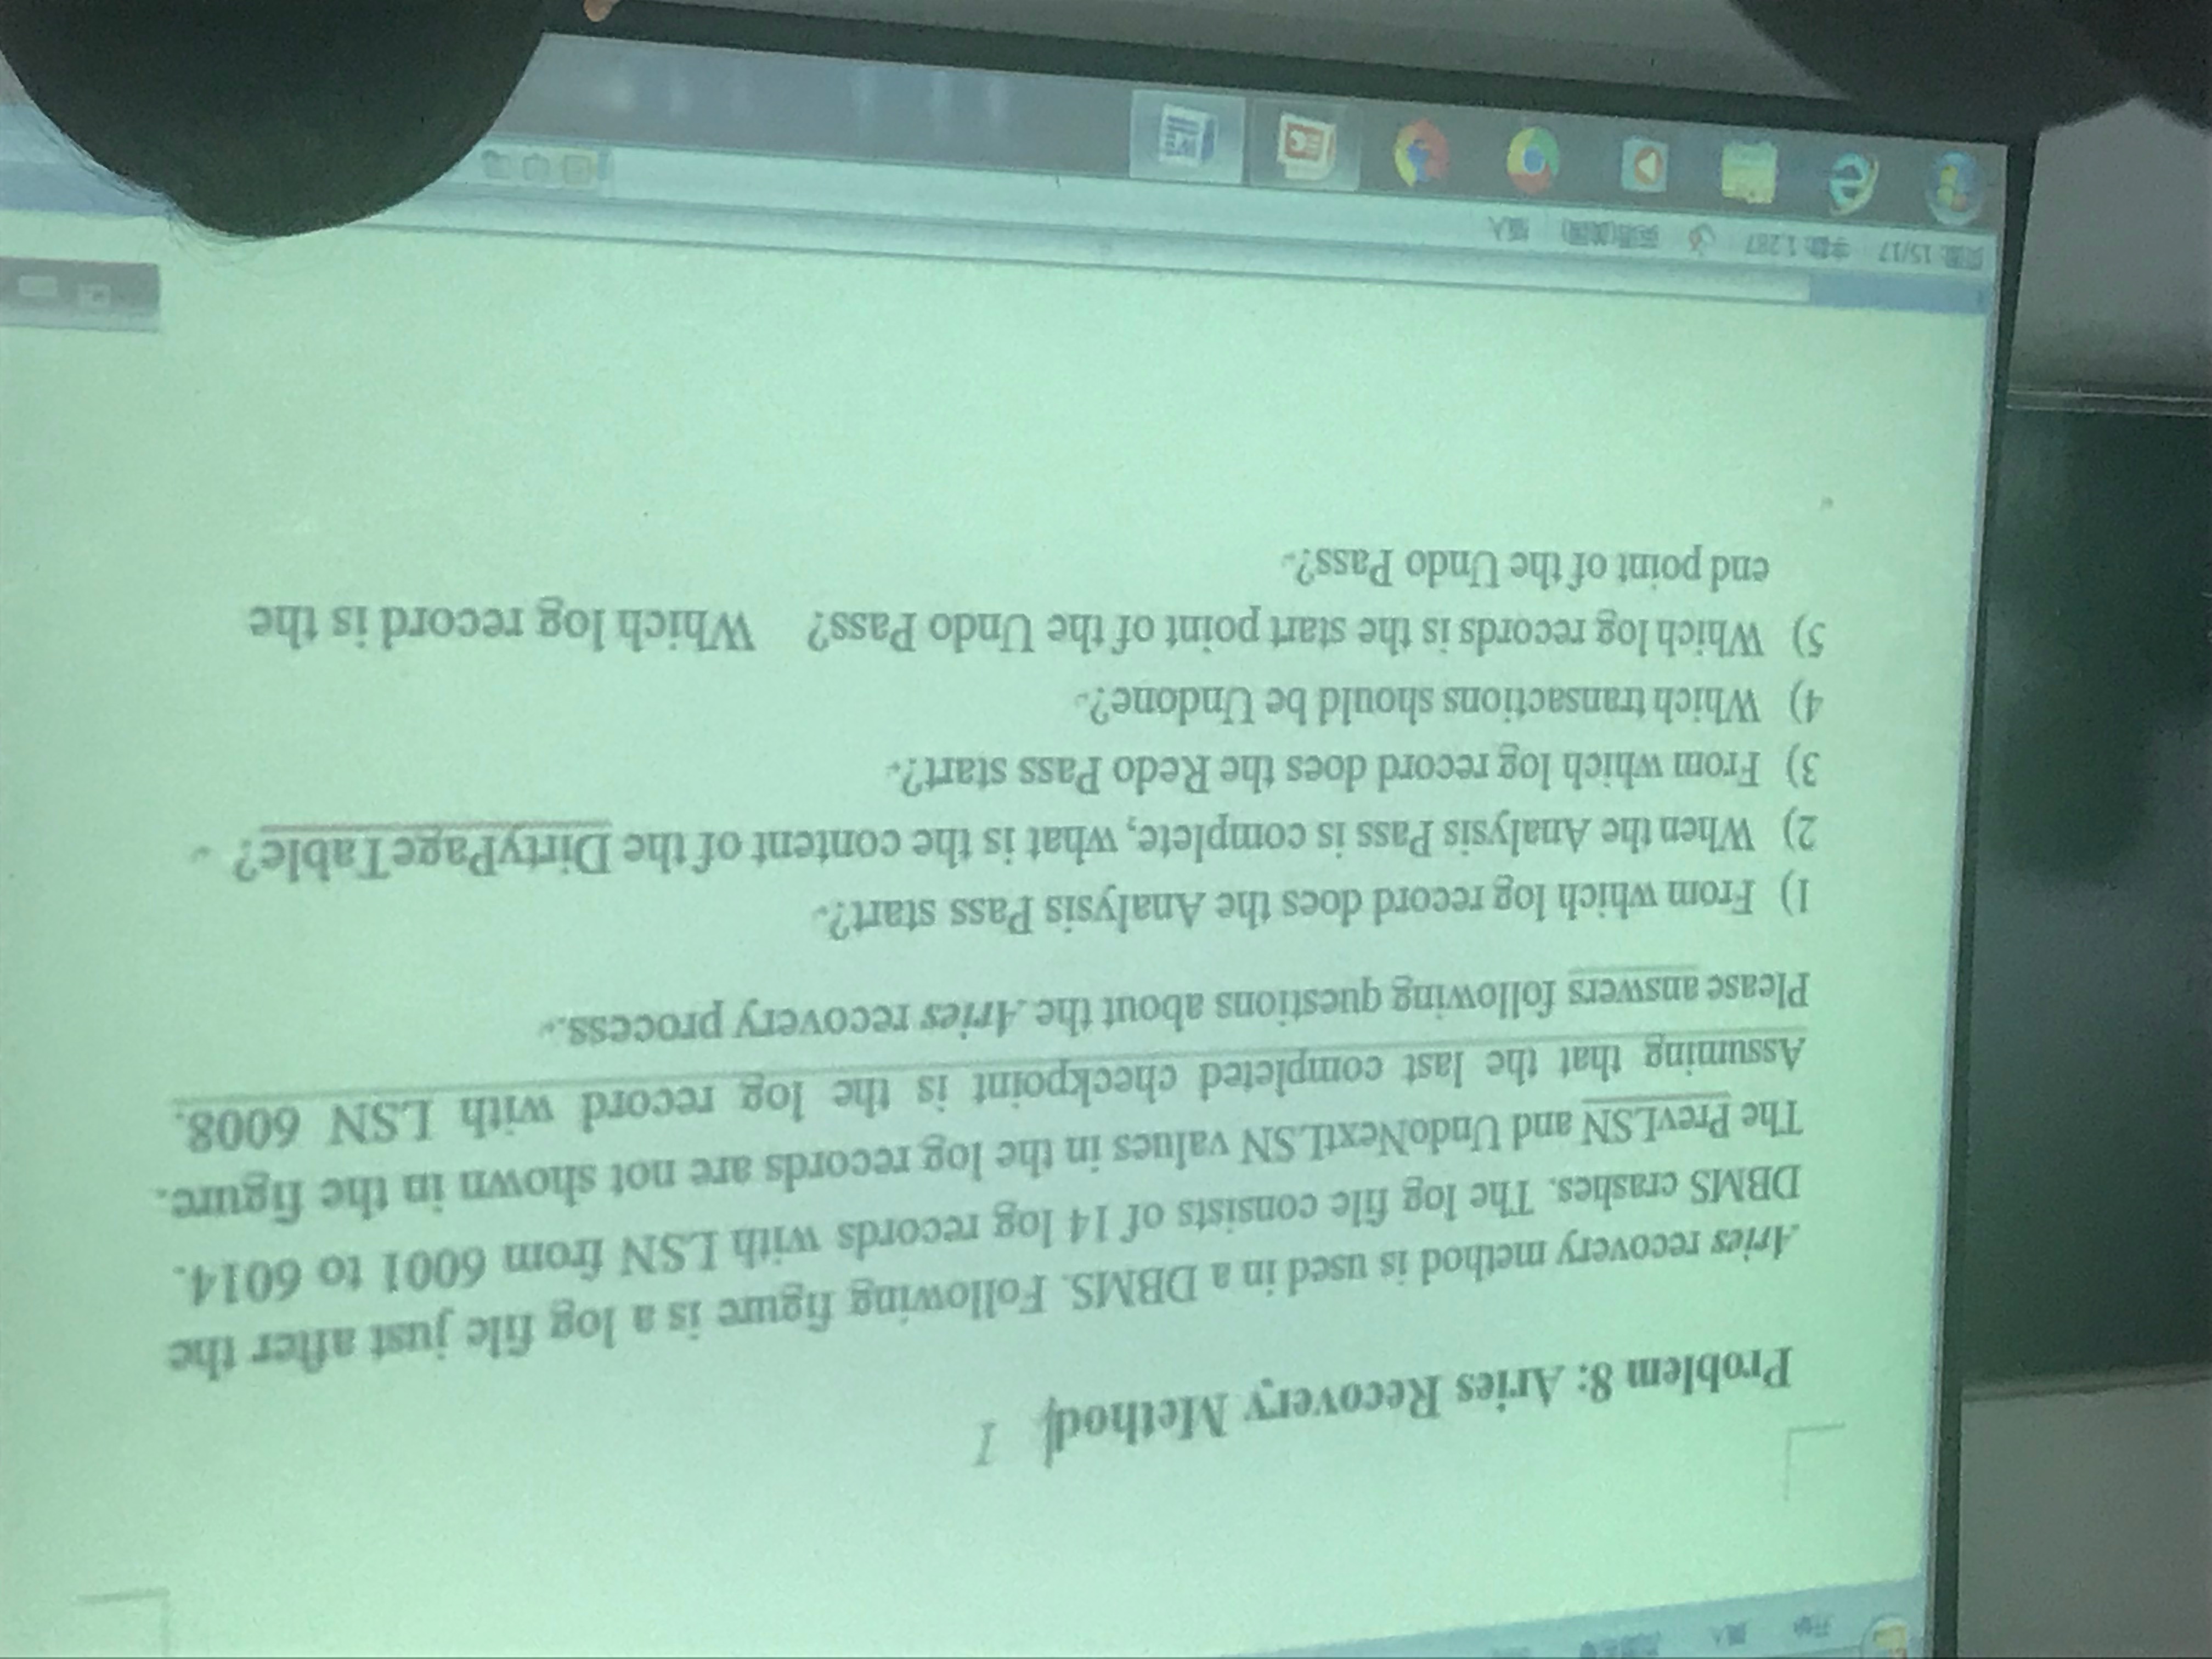 开始 插入
Problem 8: Aries Recovery Method
Aries recovery method is used in a DBMS. Following figure is a log file just after the
DBMS crashes. The log file consists of 14 log records with LSN from 6001 to 6014.
The PrevLSN and UndoNextLSN values in the log records are not shown in the figure.
Assuming that the last completed checkpoint is the log record with LSN 6008.
Please answers following questions about the Aries recovery process.
1) From which log record does the Analysis Pass start?
2) When the Analysis Pass is complete, what is the content of the DirtyPageTable?
3) From which log record does the Redo Pass start?
4) Which transactions should be Undone?
5) Which log records is the start point of the Undo Pass? Which log record is the
end point of the Undo Pass?
页面: 15/17 字数: 1,287 英语(美国) 插入